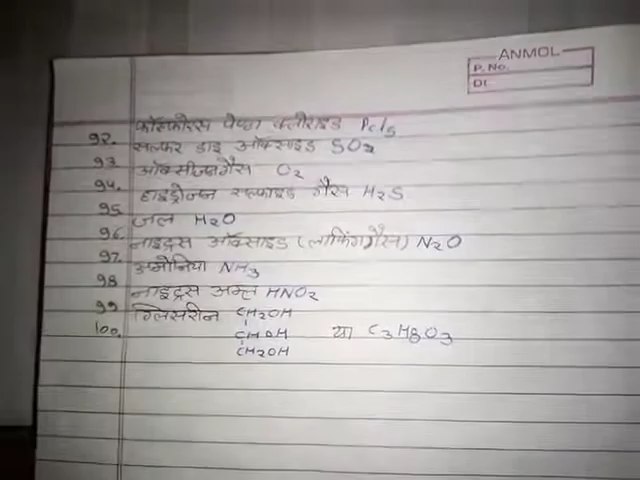 ANMOL
P. No.
Dt.
फॉस्फोरस पेण्टा क्लोराइड Pcl5
92. सल्फर डाइ ऑक्साइड SO2
93 ऑक्सीजन गैस O2
94. हाइड्रोजन सल्फाइड गैस H2S
95. जल H2O
96. नाइट्रस ऑक्साइड (लाफिंग गैस) N2O
97. अमोनिया NH3
98 नाइट्रस अम्ल HNO2
99 ग्लिसरीन CH2OH
100. CHOH या C3H8O3
CH2OH